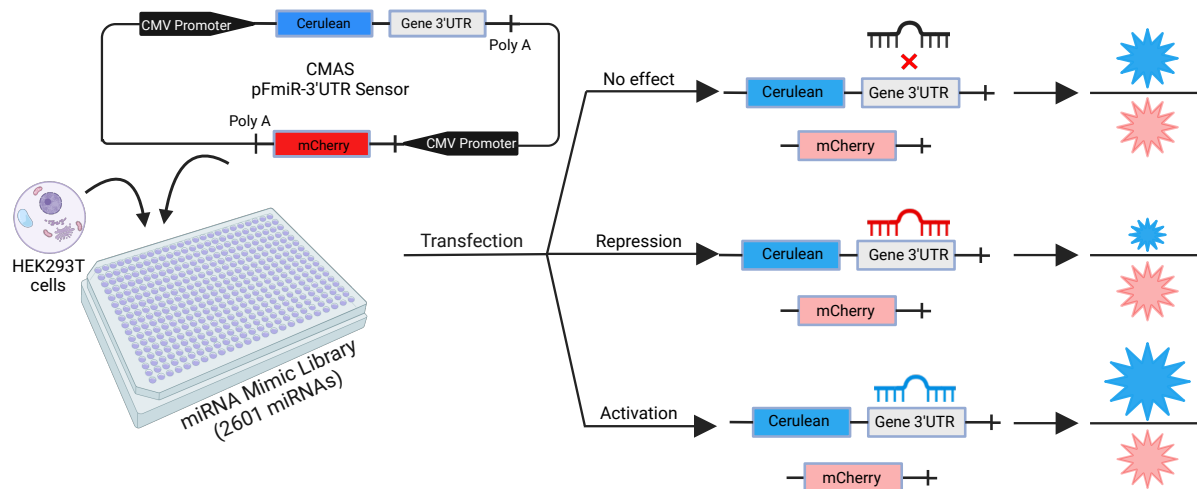 CMV Promoter
Cerulean
Gene 3'UTR
Poly A
CMAS
pFmiR-3'UTR Sensor
Poly A
mCherry
CMV Promoter
HEK293T
cells
miRNA Mimic Library
(2601 miRNAs)
Transfection
No effect
Cerulean
Gene 3'UTR
mCherry
Repression
Cerulean
Gene 3'UTR
mCherry
Activation
Cerulean
Gene 3'UTR
mCherry